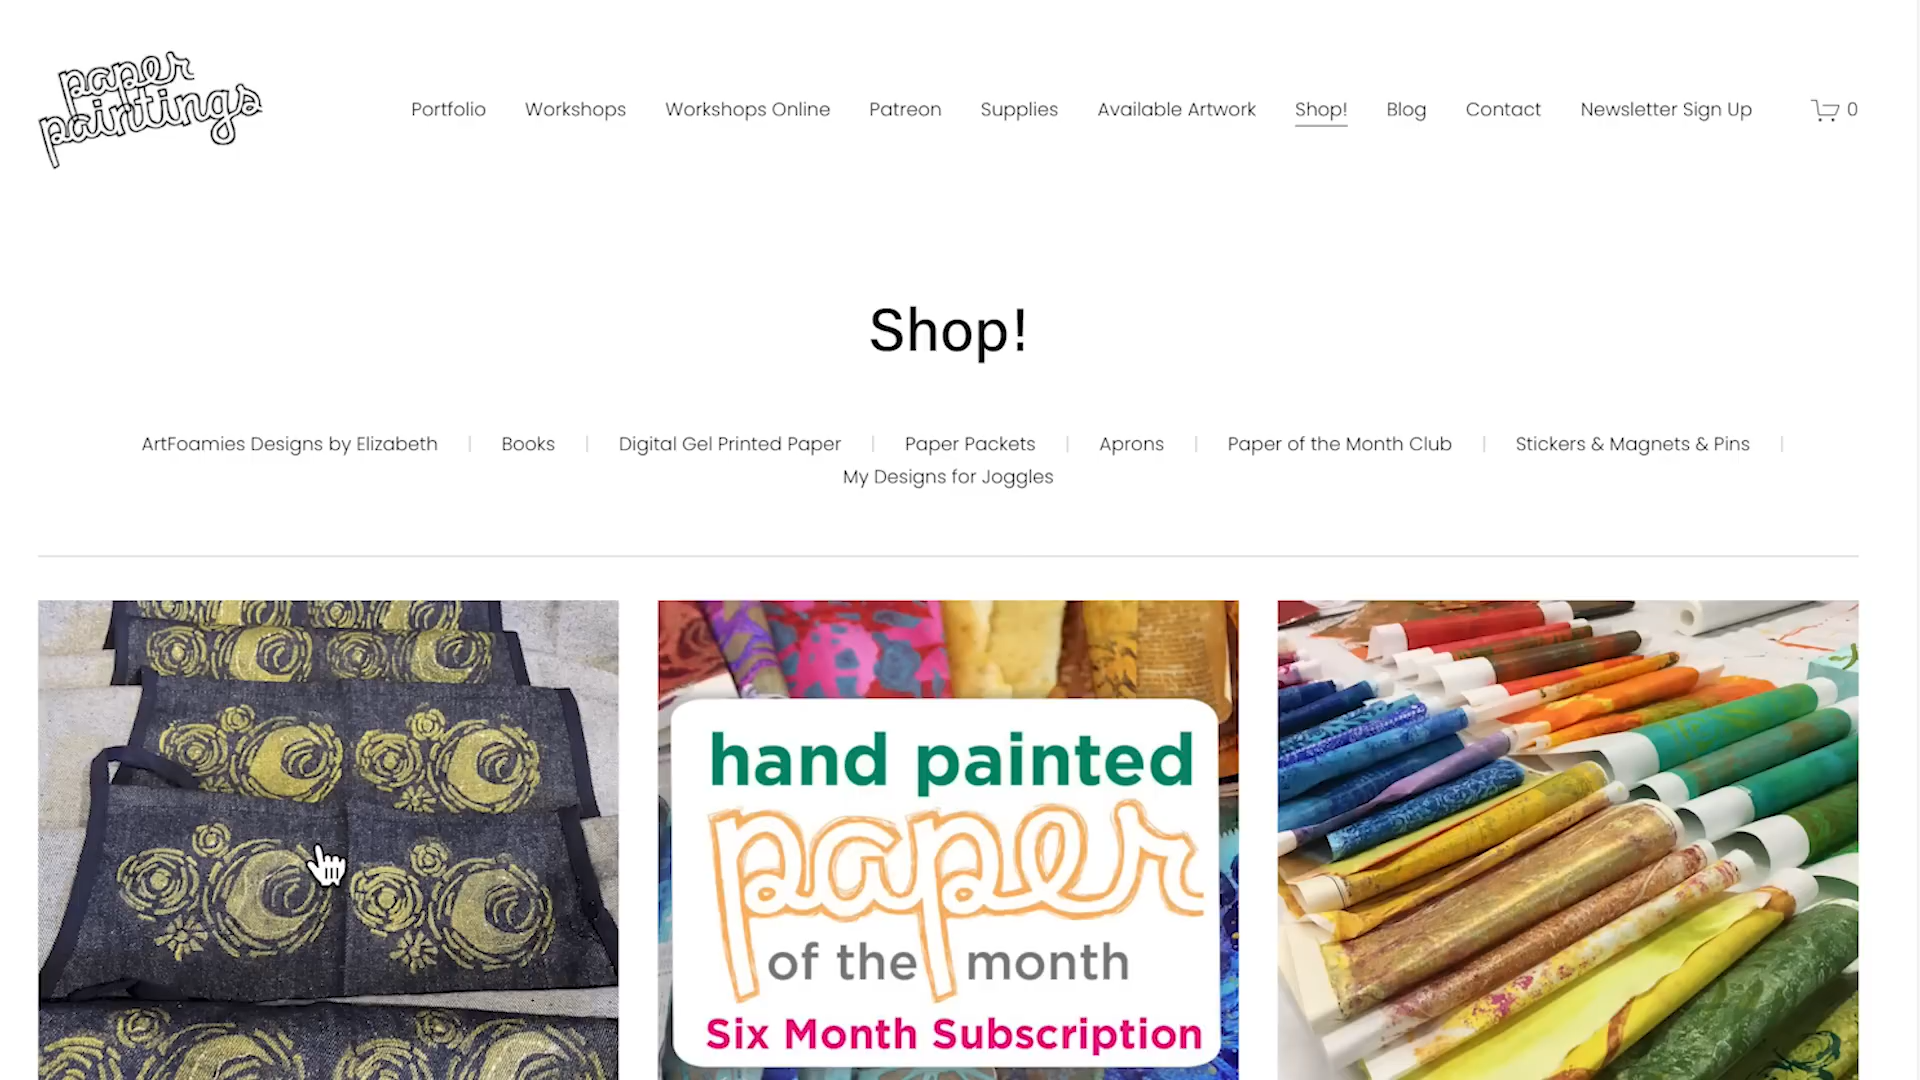 paper
paintings
Portfolio Workshops Workshops Online Patreon Supplies Available Artwork Shop! Blog Contact Newsletter Sign Up 0
Shop!
ArtFoamies Designs by Elizabeth | Books | Digital Gel Printed Paper | Paper Packets | Aprons | Paper of the Month Club | Stickers & Magnets & Pins |
My Designs for Joggles
hand painted
paper
of the month
Six Month Subscription